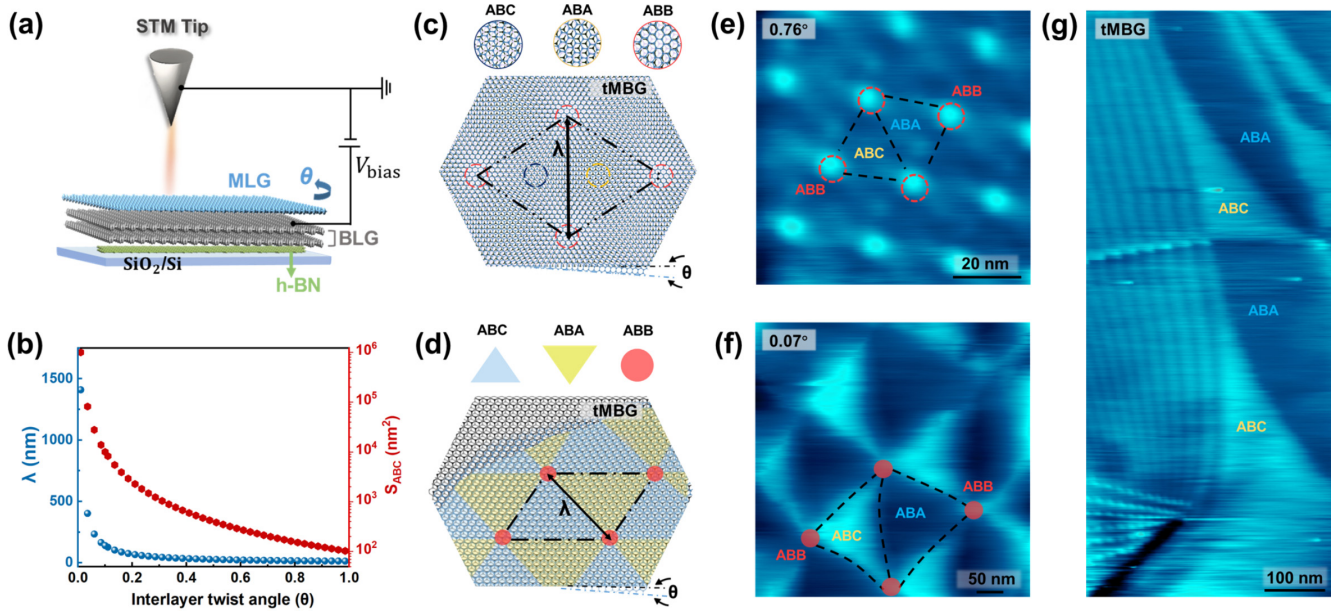 (a)
STM Tip
V_bias
MLG
θ
BLG
SiO₂/Si
h-BN
(b)
λ (nm)
1500
1000
500
0
S_ABC (nm²)
10⁶
10⁵
10⁴
10³
10²
0.0 0.2 0.4 0.6 0.8 1.0
Interlayer twist angle (θ)
(c)
ABC ABA ABB
tMBG
λ
θ
(d)
ABC ABA ABB
tMBG
λ
θ
(e)
0.76°
ABB
ABA
ABC
ABB
20 nm
(f)
0.07°
ABB
ABA
ABC
ABB
50 nm
(g)
tMBG
ABA
ABC
ABA
ABC
100 nm